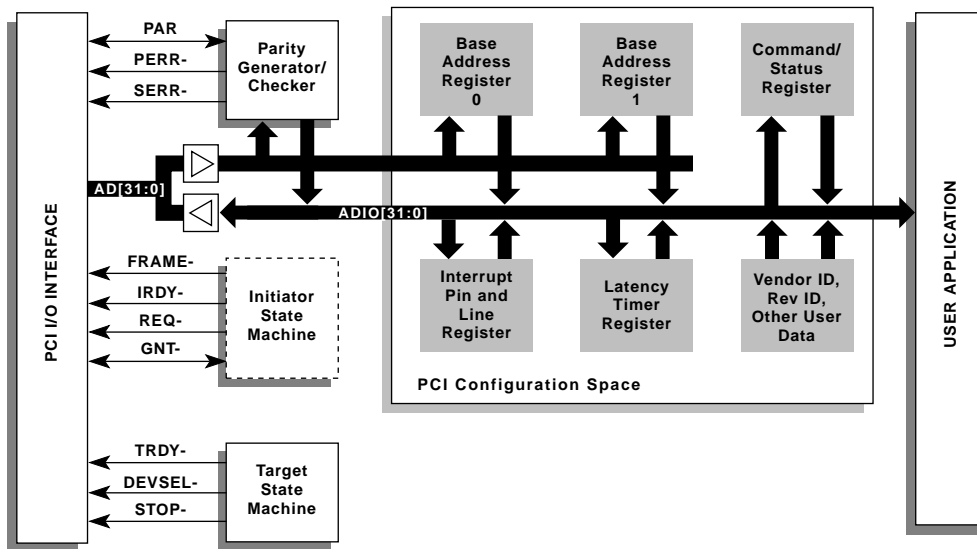 PCI I/O INTERFACE
PAR
PERR-
SERR-
Parity
Generator/
Checker
AD[31:0]
ADIO[31:0]
FRAME-
IRDY-
REQ-
GNT-
Initiator
State
Machine
TRDY-
DEVSEL-
STOP-
Target
State
Machine
Base
Address
Register
0
Base
Address
Register
1
Command/
Status
Register
Interrupt
Pin and
Line
Register
Latency
Timer
Register
Vendor ID,
Rev ID,
Other User
Data
PCI Configuration Space
USER APPLICATION